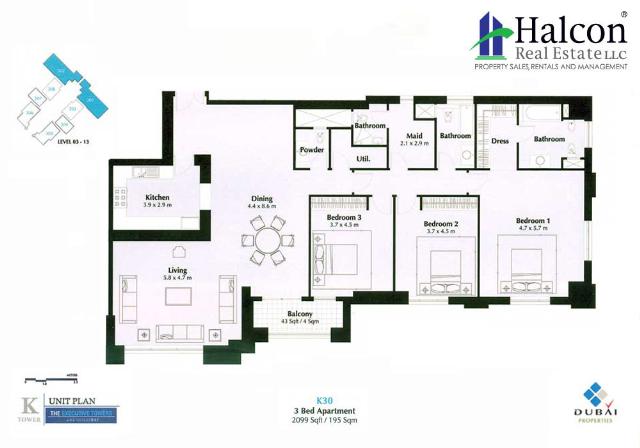 Halcon®
Real Estate LLC
PROPERTY SALES, RENTALS AND MANAGEMENT
LEVEL 03 - 13
Kitchen
3.9 x 2.9 m
Dining
4.4 x 8.6 m
Living
5.8 x 4.7 m
Powder
Bathroom
Util.
Maid
2.1 x 2.9 m
Bathroom
Dress
Bathroom
Bedroom 3
3.7 x 4.5 m
Bedroom 2
3.7 x 4.5 m
Bedroom 1
4.7 x 5.7 m
Balcony
43 Sqft / 4 Sqm
K
TOWER
UNIT PLAN
THE EXECUTIVE TOWERS
K30
3 Bed Apartment
2099 Sqft / 195 Sqm
DUBAI
PROPERTIES